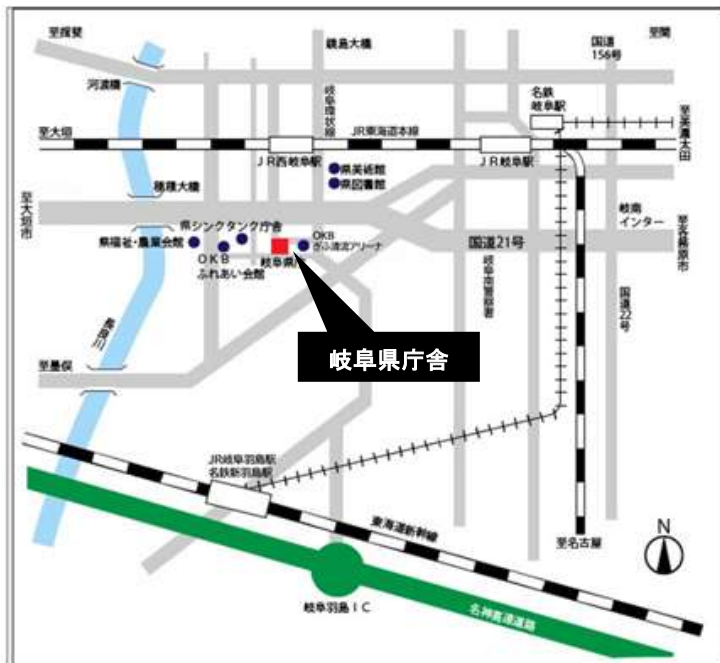 至揖斐
鏡島大橋
国道
156号
至関
河渡橋
岐阜環状線
名鉄
岐阜駅
至大垣
JR東海道本線
至美濃太田
JR西岐阜駅
JR岐阜駅
県美術館
県図書館
穂積大橋
至大垣市
県シンクタンク庁舎
岐南
インター
県福祉・農業会館
OKB
ふれあい会館
岐阜県庁
OKB
ぎふ清流アリーナ
国道21号
至各務原市
岐阜南警察署
国道22号
長良川
岐阜県庁舎
至墨俣
JR岐阜羽島駅
名鉄新羽島駅
東海道新幹線
至名古屋
N
岐阜羽島IC
名神高速道路